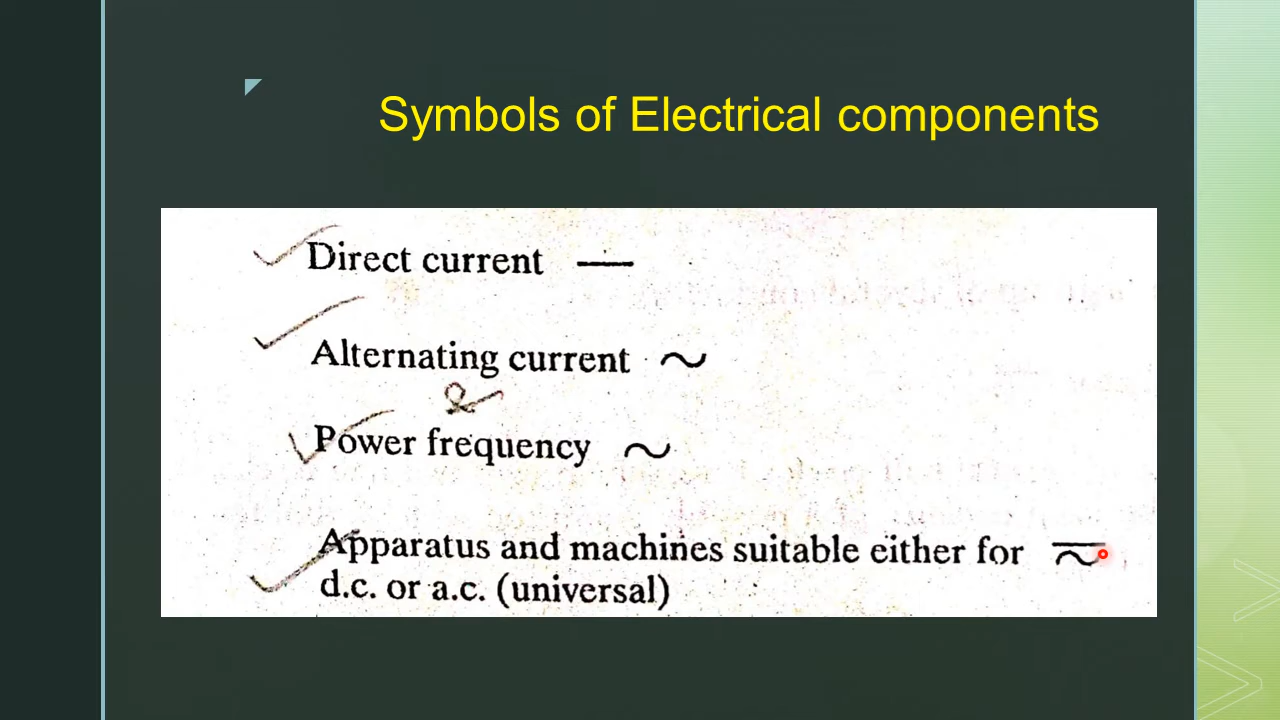 Symbols of Electrical components
Direct current —
Alternating current ~
&
Power frequency ~
Apparatus and machines suitable either for ⏦
d.c. or a.c. (universal)